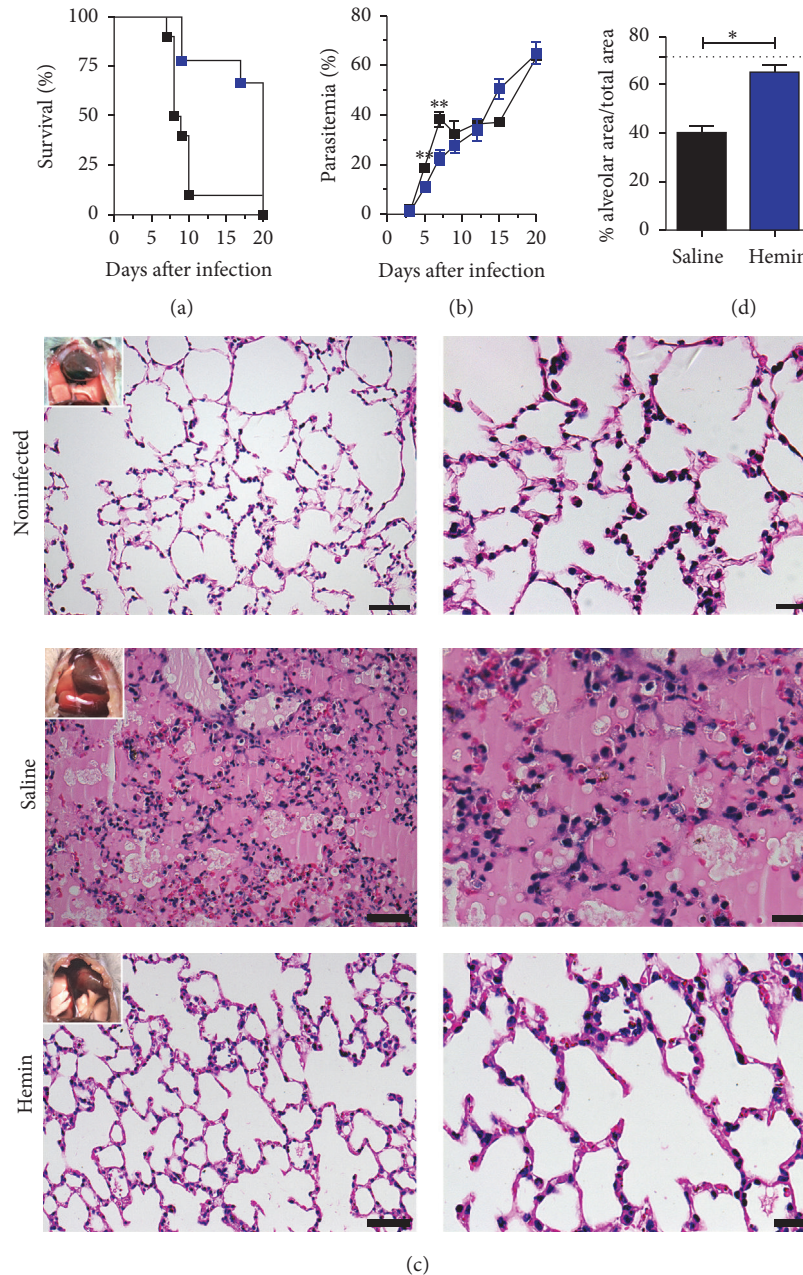 100
75
50
25
0
Survival (%)
0 5 10 15 20
Days after infection
(a)
80
60
40
20
0
Parasitemia (%)
**
**
0 5 10 15 20
Days after infection
(b)
80
60
40
20
0
% alveolar area/total area
*
Saline Hemin
(d)
Noninfected
Saline
Hemin
(c)